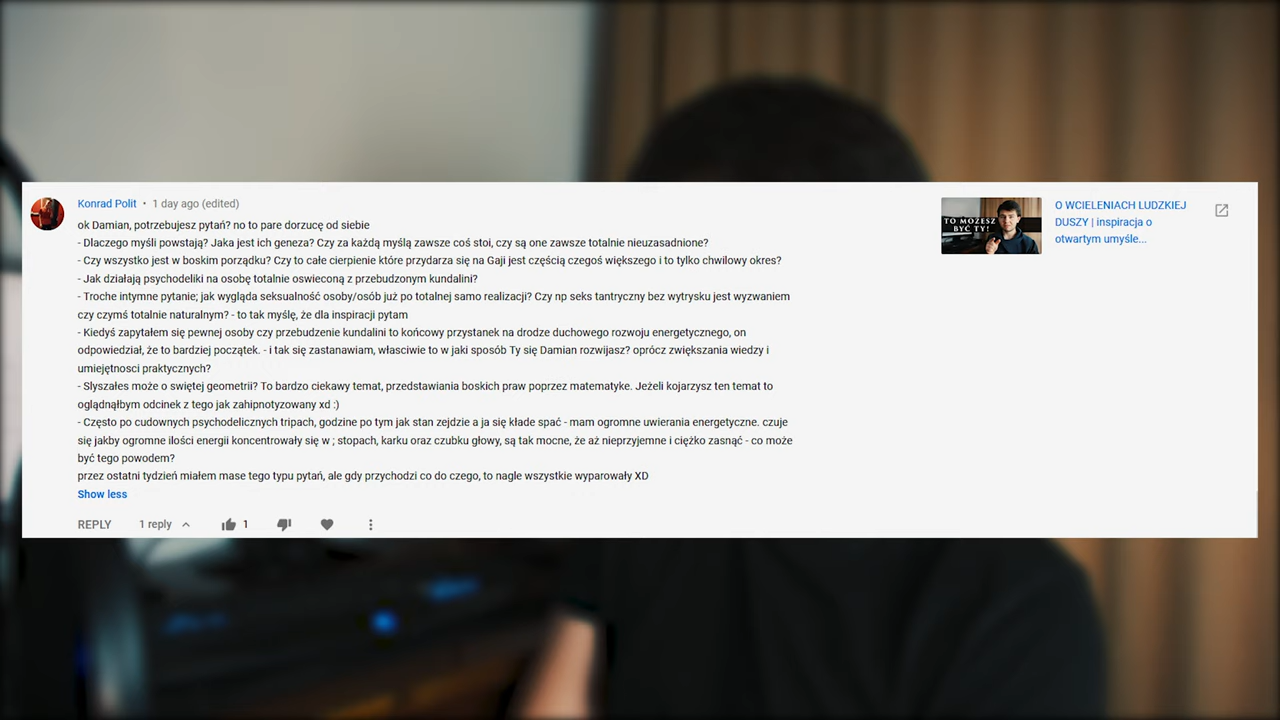 Konrad Polit • 1 day ago (edited)
ok Damian, potrzebujesz pytań? no to pare dorzucę od siebie
- Dlaczego myśli powstają? Jaka jest ich geneza? Czy za każdą myślą zawsze coś stoi, czy są one zawsze totalnie nieuzasadnione?
- Czy wszystko jest w boskim porządku? Czy to całe cierpienie które przydarza się na Gaji jest częścią czegoś większego i to tylko chwilowy okres?
- Jak działają psychodeliki na osobę totalnie oswieconą z przebudzonym kundalini?
- Troche intymne pytanie; jak wygląda seksualność osoby/osób już po totalnej samo realizacji? Czy np seks tantryczny bez wytrysku jest wyzwaniem
czy czymś totalnie naturalnym? - to tak myślę, że dla inspiracji pytam
- Kiedyś zapytałem się pewnej osoby czy przebudzenie kundalini to końcowy przystanek na drodze duchowego rozwoju energetycznego, on
odpowiedział, że to bardziej początek. - i tak się zastanawiam, własciwie to w jaki sposób Ty się Damian rozwijasz? oprócz zwiększania wiedzy i
umiejętnosci praktycznych?
- Slyszałes może o swiętej geometrii? To bardzo ciekawy temat, przedstawiania boskich praw poprzez matematyke. Jeżeli kojarzysz ten temat to
oglądnąłbym odcinek z tego jak zahipnotyzowany xd :)
- Często po cudownych psychodelicznych tripach, godzine po tym jak stan zejdzie a ja się kłade spać - mam ogromne uwierania energetyczne. czuje
się jakby ogromne ilości energii koncentrowały się w ; stopach, karku oraz czubku głowy, są tak mocne, że aż nieprzyjemne i ciężko zasnąć - co może
być tego powodem?
przez ostatni tydzień miałem mase tego typu pytań, ale gdy przychodzi co do czego, to nagle wszystkie wyparowały XD
Show less
REPLY 1 reply 1
TO MOŻESZ
BYĆ TY!
O WCIELENIACH LUDZKIEJ
DUSZY | inspiracja o
otwartym umyśle...